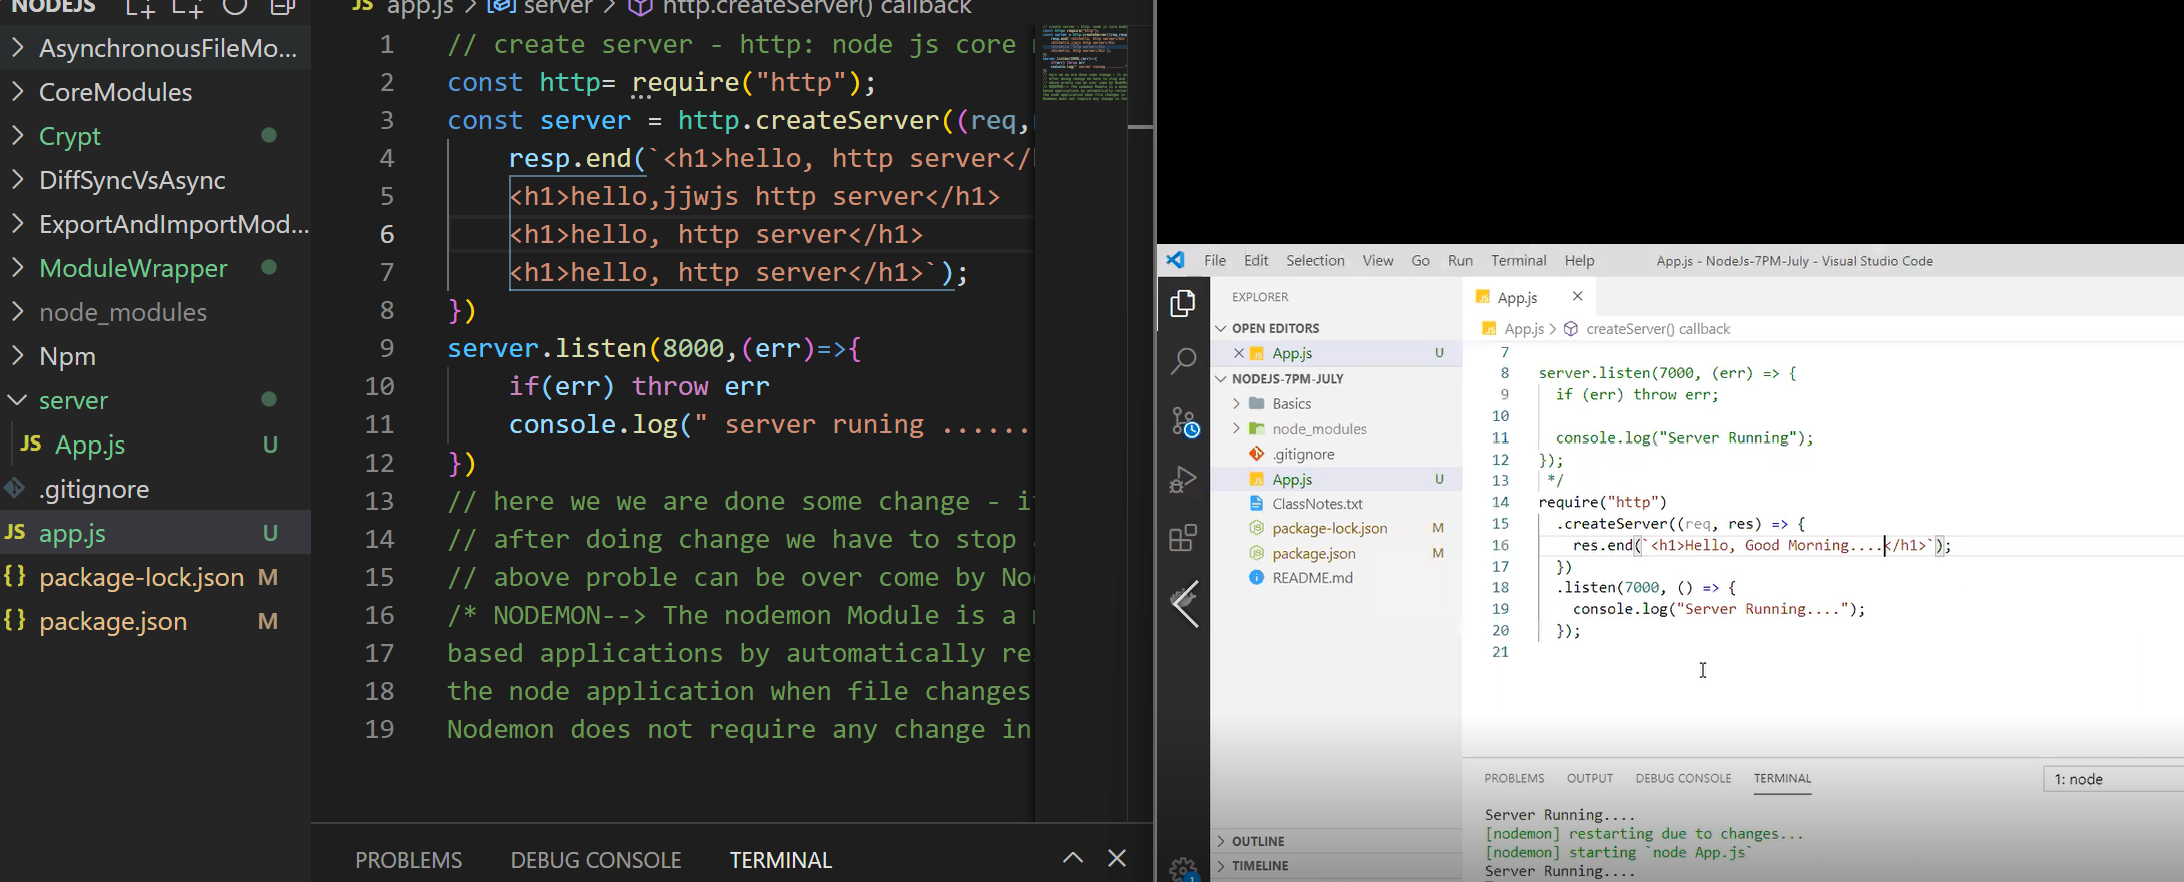 NODEJS
AsynchronousFileMo...
CoreModules
Crypt
DiffSyncVsAsync
ExportAndImportMod...
ModuleWrapper
node_modules
Npm
server
JS App.js U
.gitignore
JS app.js U
{} package-lock.json M
{} package.json M
JS app.js > server > http.createServer() callback
1 // create server - http: node js core
2 const http= require("http");
3 const server = http.createServer((req,
4 resp.end(`<h1>hello, http server</
5 <h1>hello,jjwjs http server</h1>
6 <h1>hello, http server</h1>
7 <h1>hello, http server</h1>`);
8 })
9 server.listen(8000,(err)=>{
10 if(err) throw err
11 console.log(" server runing ......
12 })
13 // here we we are done some change - i
14 // after doing change we have to stop
15 // above proble can be over come by No
16 /* NODEMON--> The nodemon Module is a
17 based applications by automatically re
18 the node application when file changes
19 Nodemon does not require any change in
PROBLEMS DEBUG CONSOLE TERMINAL
File Edit Selection View Go Run Terminal Help App.js - NodeJs-7PM-July - Visual Studio Code
EXPLORER
OPEN EDITORS
JS App.js U
NODEJS-7PM-JULY
Basics
node_modules
.gitignore
JS App.js U
ClassNotes.txt
package-lock.json M
package.json M
README.md
OUTLINE
TIMELINE
1
JS App.js
JS App.js > createServer() callback
7
8 server.listen(7000, (err) => {
9 if (err) throw err;
10
11 console.log("Server Running");
12 });
13 */
14 require("http")
15 .createServer((req, res) => {
16 res.end(`<h1>Hello, Good Morning....</h1>`);
17 })
18 .listen(7000, () => {
19 console.log("Server Running....");
20 });
21
PROBLEMS OUTPUT DEBUG CONSOLE TERMINAL 1: node
Server Running....
[nodemon] restarting due to changes...
[nodemon] starting `node App.js`
Server Running....